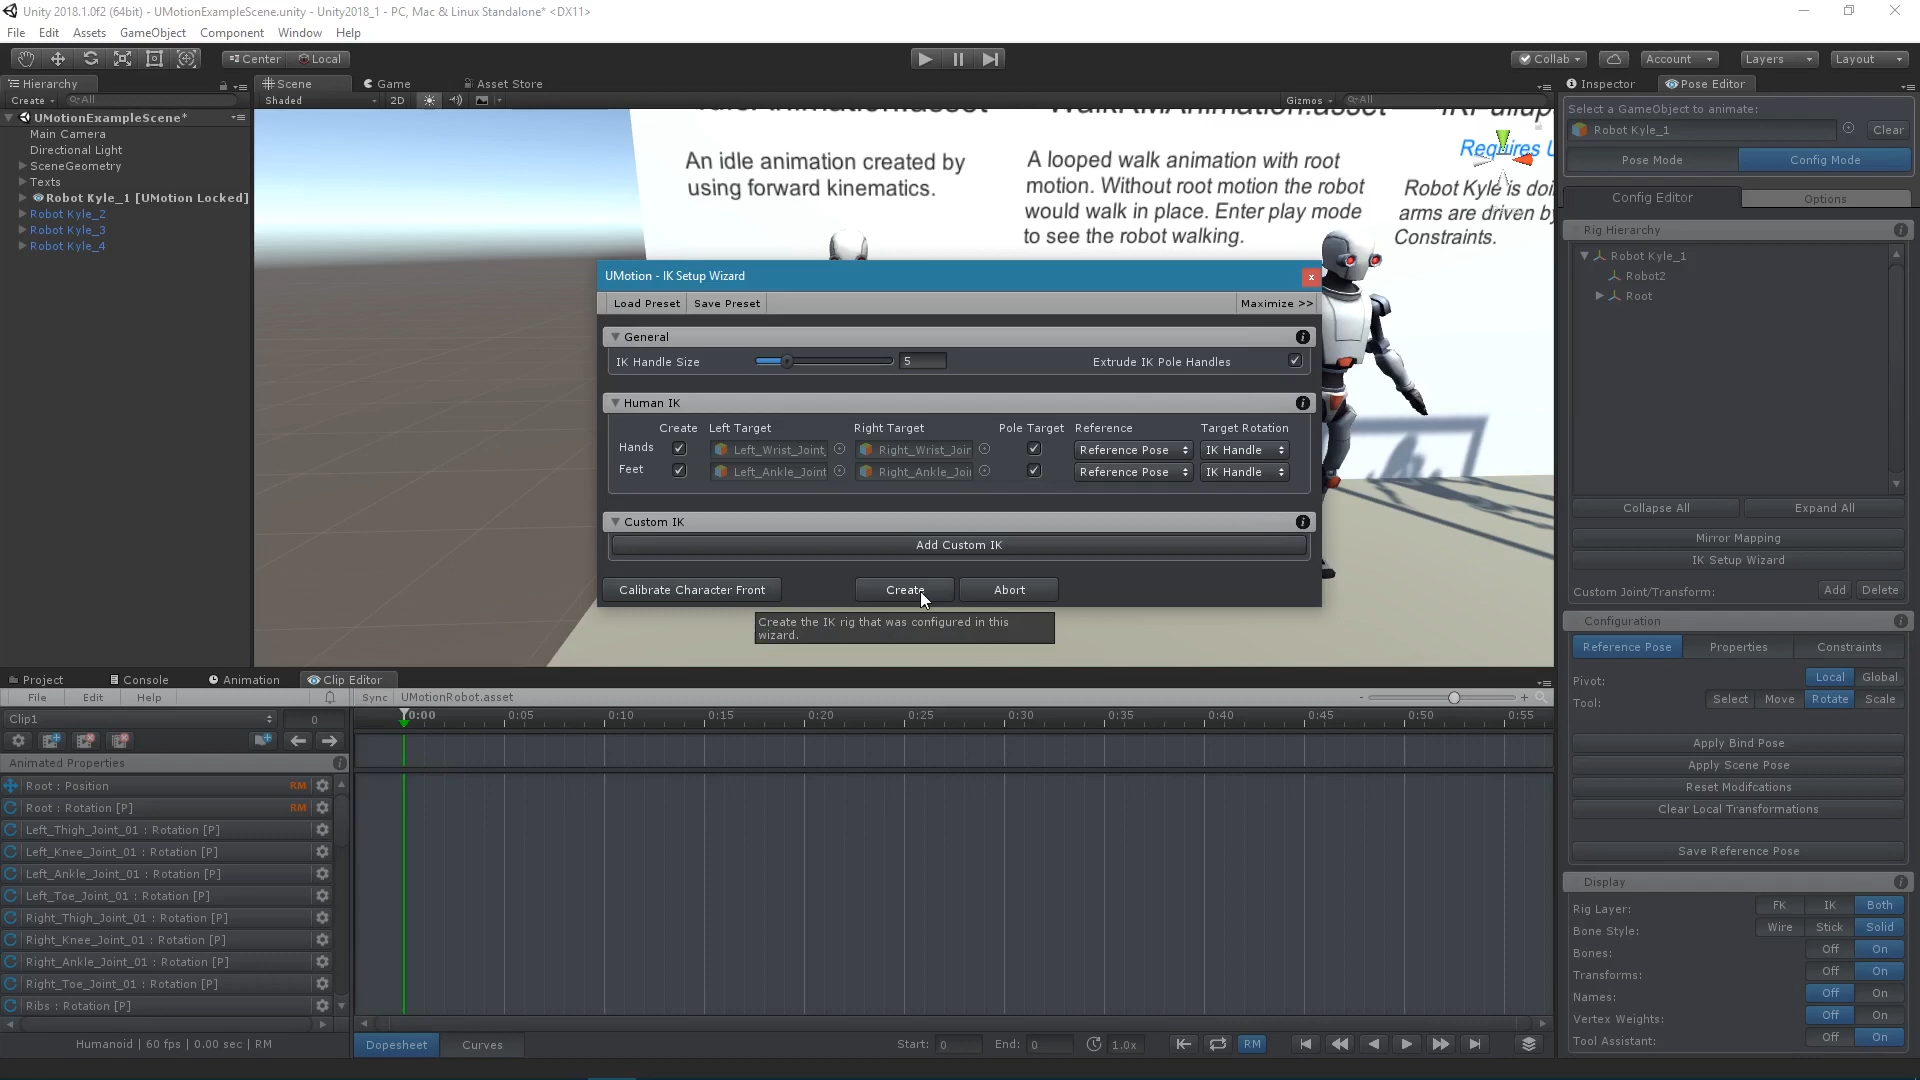 Unity 2018.1.0f2 (64bit) - UMotionExampleScene.unity - Unity2018_1 - PC, Mac & Linux Standalone* <DX11>
File Edit Assets GameObject Component Window Help
Center Local
Collab Account Layers Layout
Hierarchy
Create All
UMotionExampleScene*
Main Camera
Directional Light
SceneGeometry
Texts
Robot Kyle_1 [UMotion Locked]
Robot Kyle_2
Robot Kyle_3
Robot Kyle_4
Scene Game Asset Store
Shaded 2D Gizmos All
An idle animation created by
using forward kinematics.
A looped walk animation with root
motion. Without root motion the robot
would walk in place. Enter play mode
to see the robot walking.
Requires U
Robot Kyle is doi
arms are driven by
Constraints.
UMotion - IK Setup Wizard
x
Load Preset Save Preset Maximize >>
General
IK Handle Size 5 Extrude IK Pole Handles
Human IK
Create Left Target Right Target Pole Target Reference Target Rotation
Hands Left_Wrist_Joint_ Right_Wrist_Join Reference Pose IK Handle
Feet Left_Ankle_Joint Right_Ankle_Joi Reference Pose IK Handle
Custom IK
Add Custom IK
Calibrate Character Front Create Abort
Create the IK rig that was configured in this
wizard.
Inspector Pose Editor
Select a GameObject to animate:
Robot Kyle_1 Clear
Pose Mode Config Mode
Config Editor Options
Rig Hierarchy
Robot Kyle_1
Robot2
Root
Collapse All Expand All
Mirror Mapping
IK Setup Wizard
Custom Joint/Transform: Add Delete
Configuration
Reference Pose Properties Constraints
Pivot: Local Global
Tool: Select Move Rotate Scale
Apply Bind Pose
Apply Scene Pose
Reset Modifcations
Clear Local Transformations
Save Reference Pose
Display
Rig Layer: FK IK Both
Bone Style: Wire Stick Solid
Bones: Off On
Transforms: Off On
Names: Off On
Vertex Weights: Off On
Tool Assistant: Off On
Project Console Animation Clip Editor
File Edit Help Sync UMotionRobot.asset - +
Clip1 0 0:00 0:05 0:10 0:15 0:20 0:25 0:30 0:35 0:40 0:45 0:50 0:55
Animated Properties
Root : Position RM
Root : Rotation [P] RM
Left_Thigh_Joint_01 : Rotation [P]
Left_Knee_Joint_01 : Rotation [P]
Left_Ankle_Joint_01 : Rotation [P]
Left_Toe_Joint_01 : Rotation [P]
Right_Thigh_Joint_01 : Rotation [P]
Right_Knee_Joint_01 : Rotation [P]
Right_Ankle_Joint_01 : Rotation [P]
Right_Toe_Joint_01 : Rotation [P]
Ribs : Rotation [P]
Humanoid | 60 fps | 0.00 sec | RM
Dopesheet Curves Start: 0 End: 0 1.0x RM